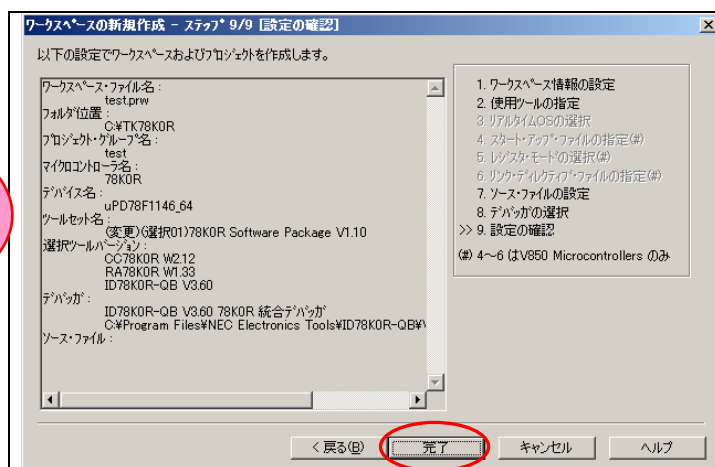 ワークスペースの新規作成 - ステップ 9/9 [設定の確認]
以下の設定でワークスペースおよびプロジェクトを作成します。
ワークスペース・ファイル名 :
test.prw
フォルダ位置 :
C:¥TK78K0R
プロジェクト・グループ名 :
test
マイクロコントローラ名 :
78K0R
デバイス名 :
uPD78F1146_64
ツールセット名 :
(変更)(選択01)78K0R Software Package V1.10
選択ツールバージョン :
CC78K0R W2.12
RA78K0R W1.33
ID78K0R-QB V3.60
デバッガ :
ID78K0R-QB V3.60 78K0R 統合デバッガ
C:¥Program Files¥NEC Electronics Tools¥ID78K0R-QB¥
ソース・ファイル :
1. ワークスペース情報の設定
2. 使用ツールの指定
3. リアルタイムOSの選択
4. スタート・アップ・ファイルの指定(#)
5. レジスタ・モードの選択(#)
6. リンク・ディレクティブ・ファイルの指定(#)
7. ソース・ファイルの設定
8. デバッガの選択
>> 9. 設定の確認
(#) 4~6 はV850 Microcontrollers のみ
< 戻る(B)
完了
キャンセル
ヘルプ